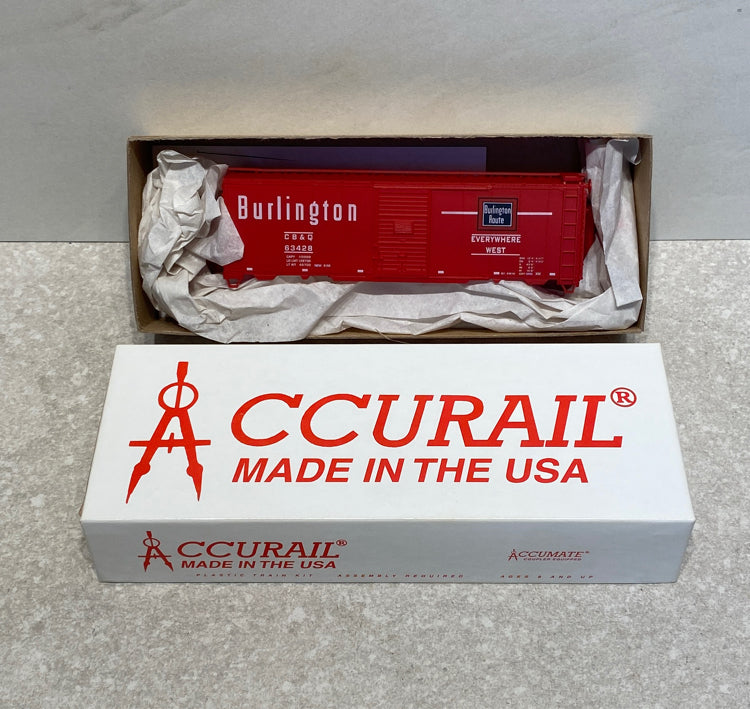 Burlington
CB&Q
63428
Burlington
Route
EVERYWHERE
WEST
ACCURAIL®
MADE IN THE USA
ACCURAIL®
MADE IN THE USA
PLASTIC TRAIN KIT ASSEMBLY REQUIRED AGES 8 AND UP
ACCUMATE®
COUPLER EQUIPPED